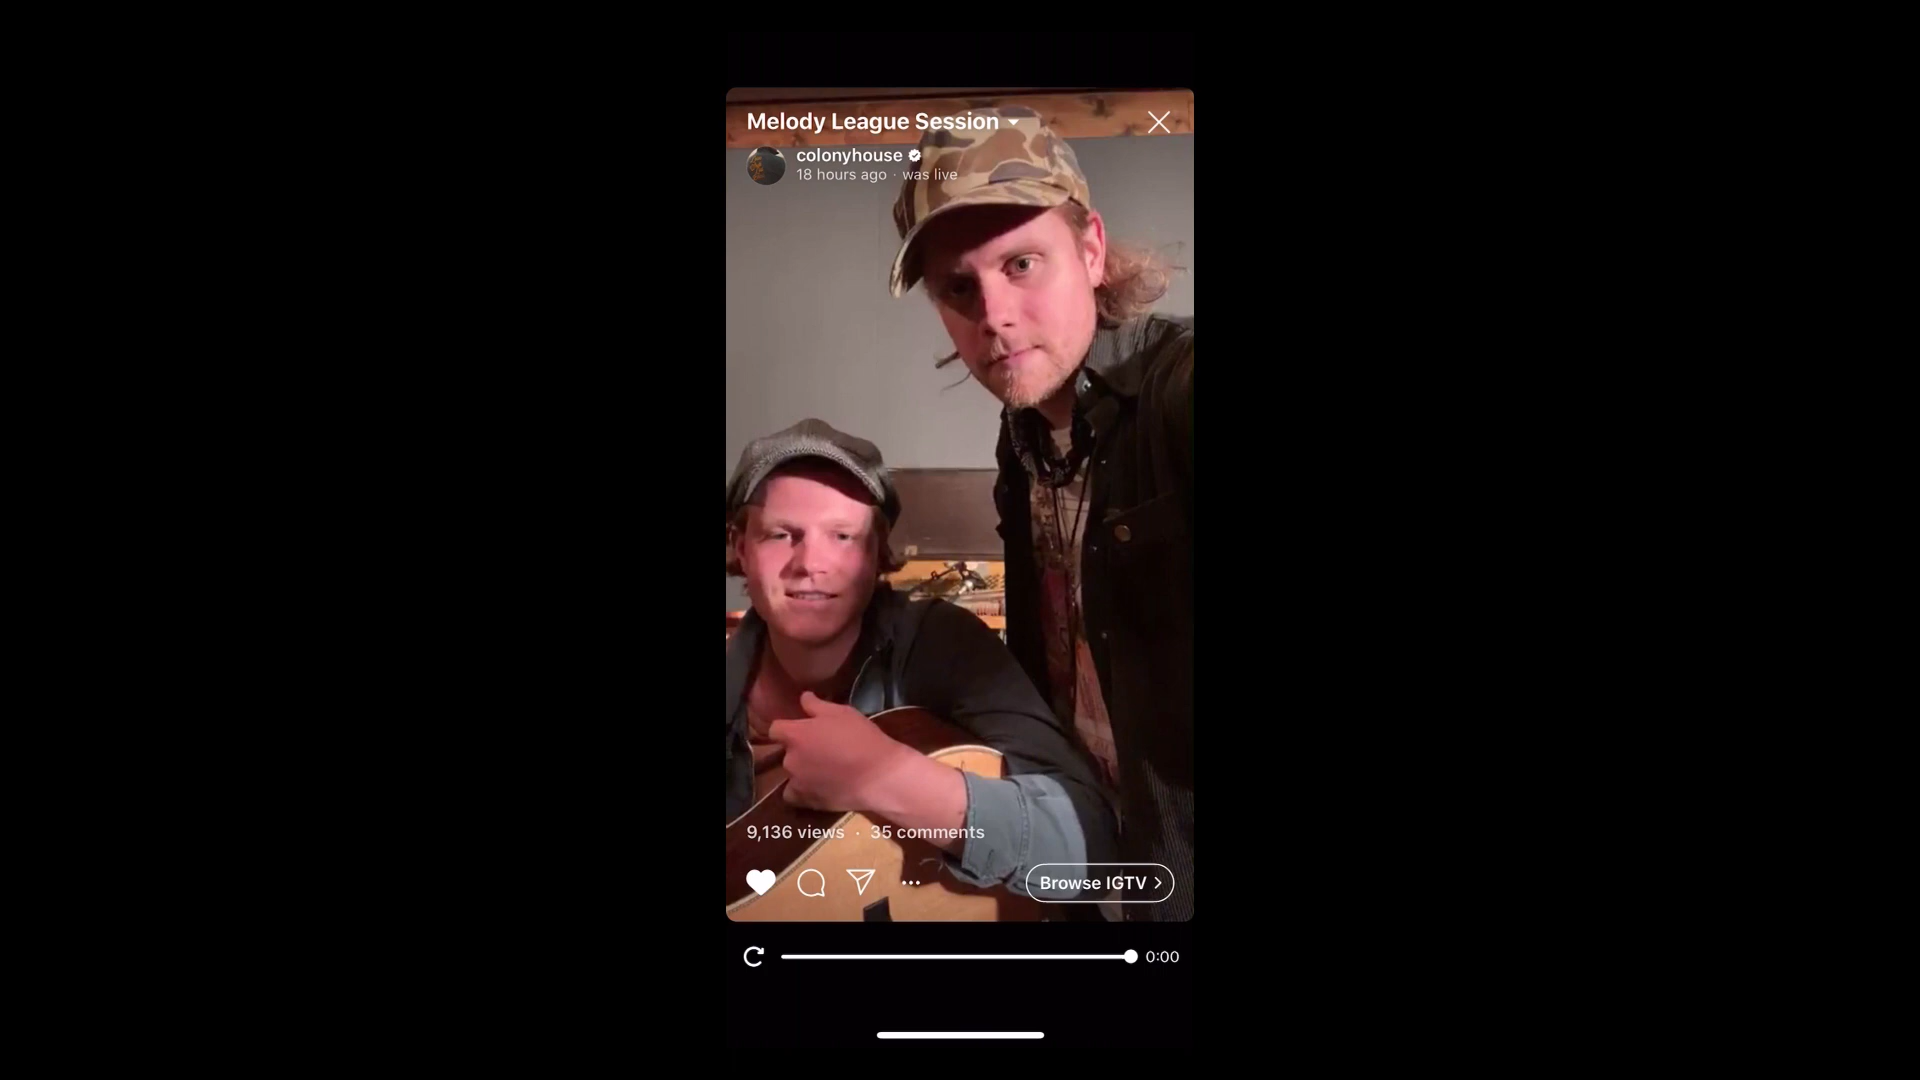 Melody League Session
colonyhouse
18 hours ago · was live
9,136 views · 35 comments
Browse IGTV
0:00